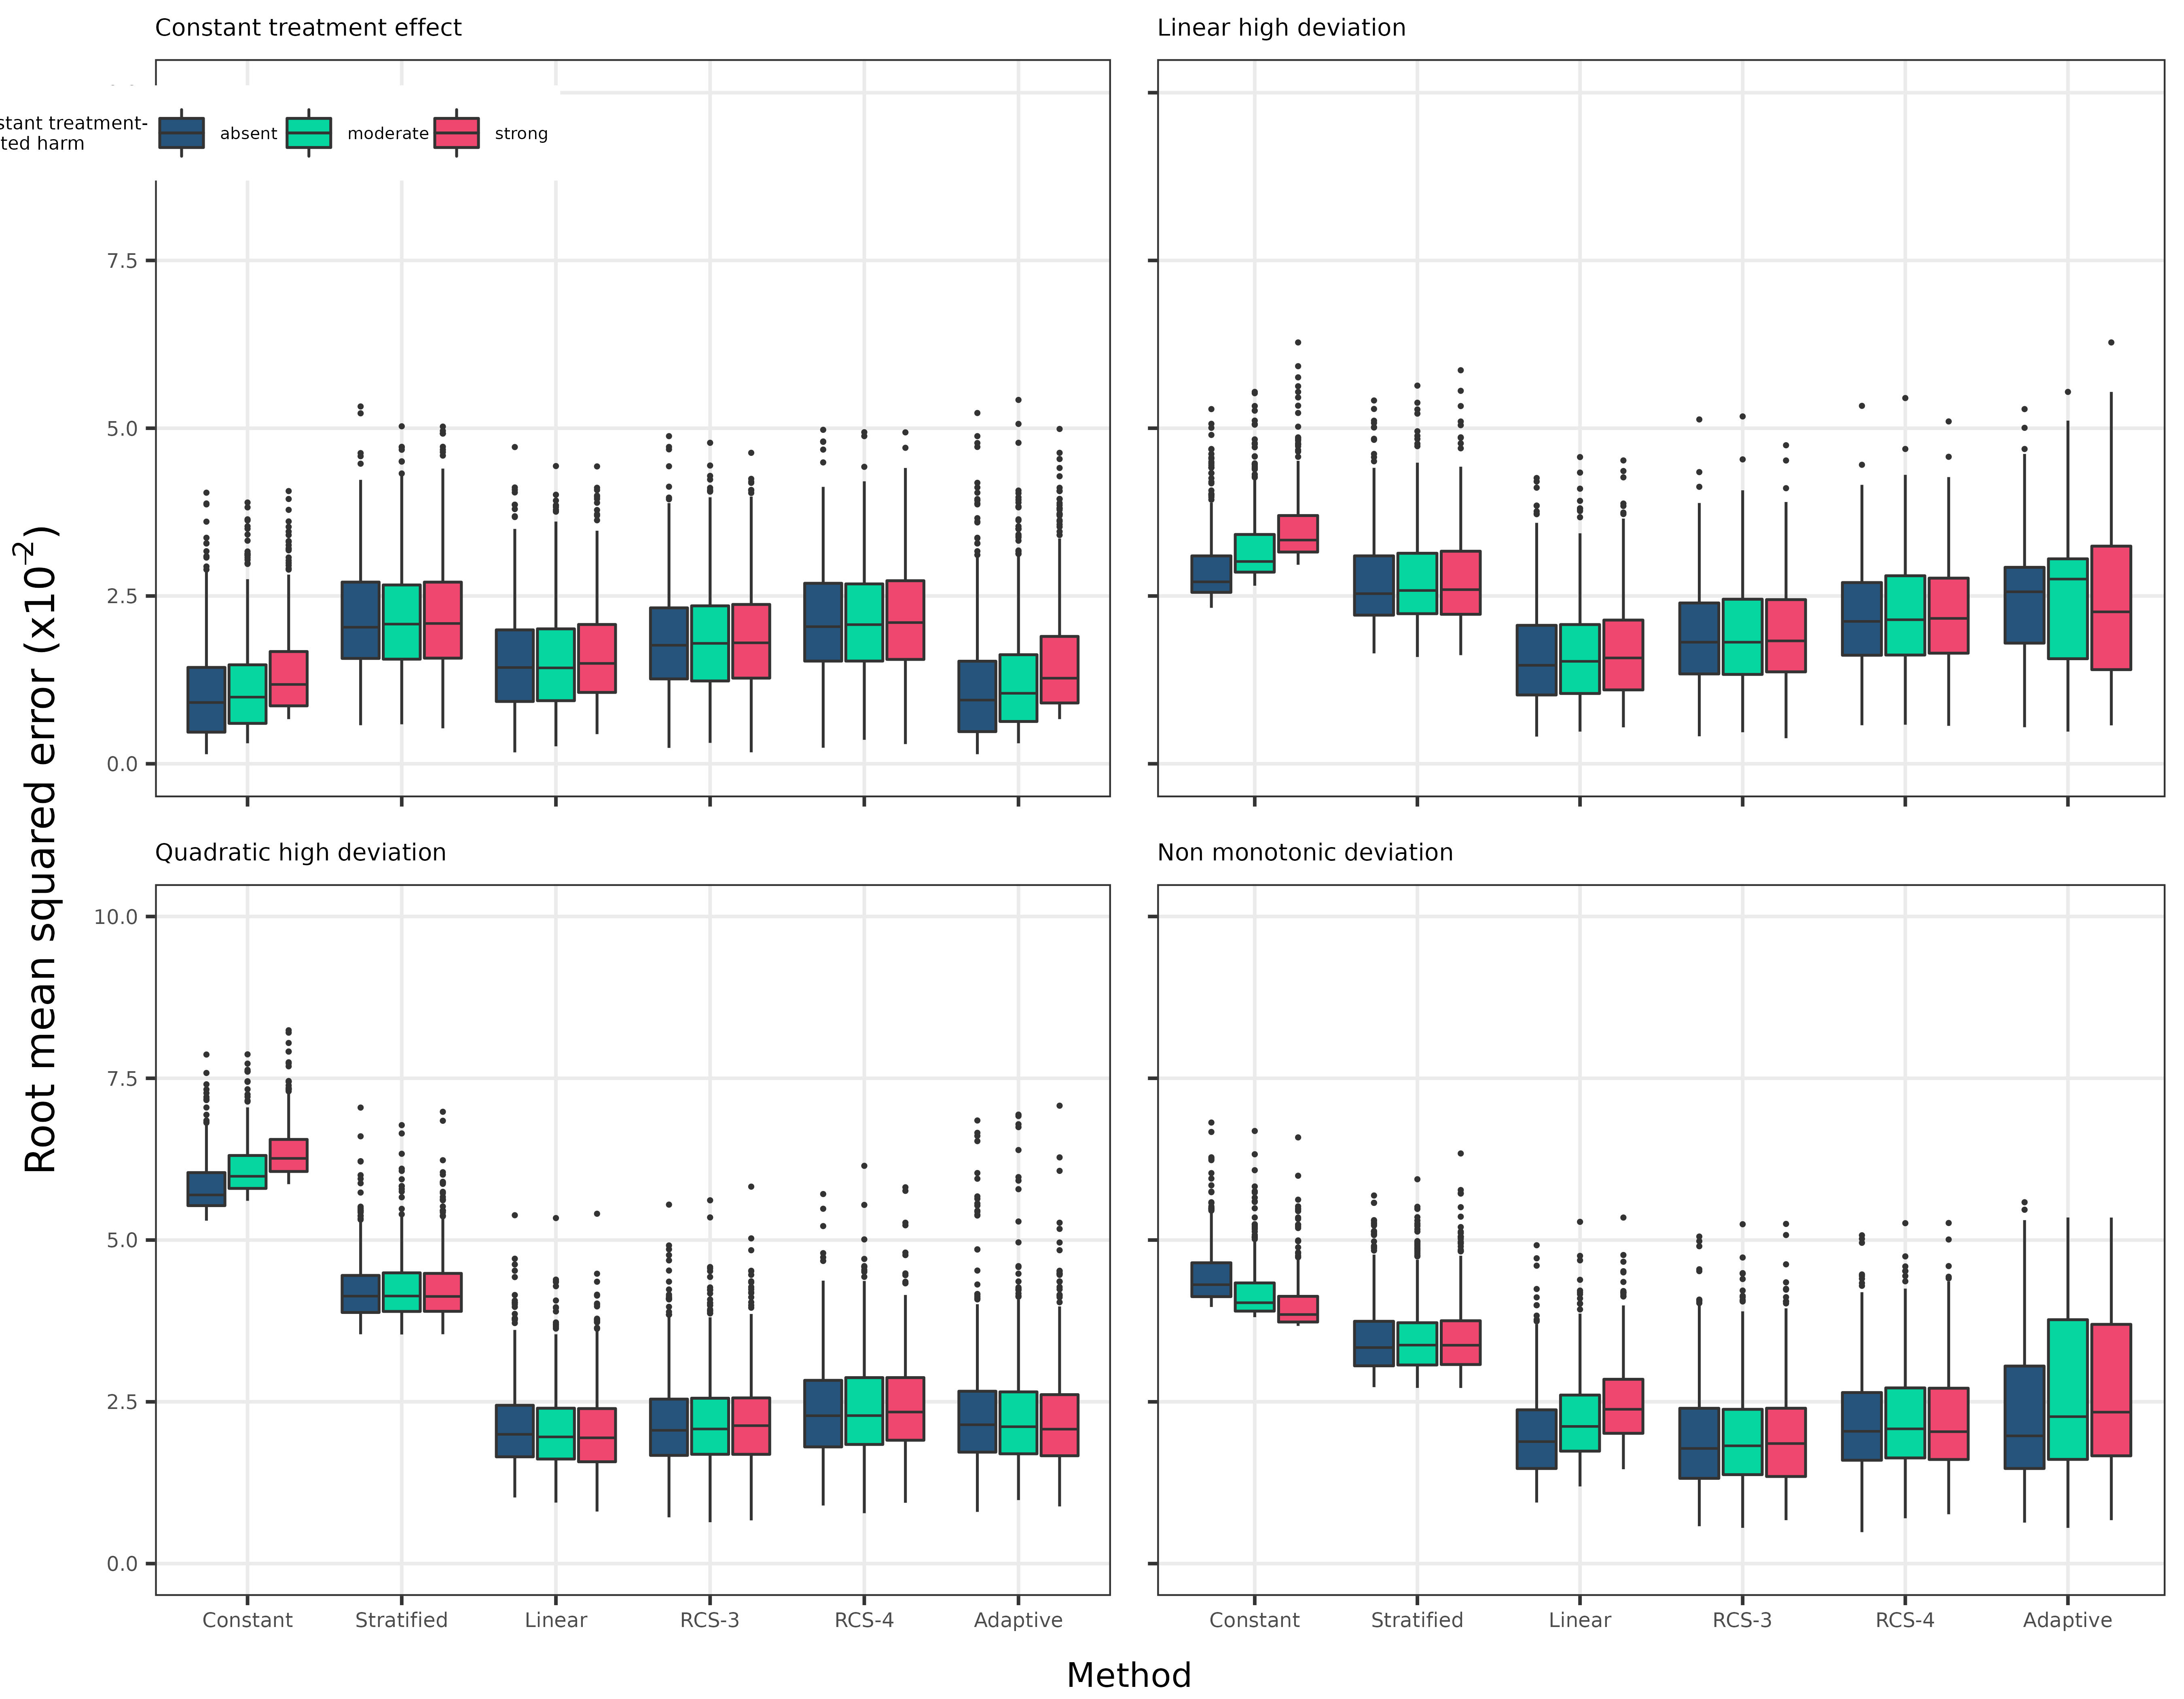 Constant treatment effect
Linear high deviation
stant treatment-
ted harm
absent
moderate
strong
7.5
5.0
2.5
0.0
Root mean squared error (x10⁻²)
Quadratic high deviation
Non monotonic deviation
10.0
7.5
5.0
2.5
0.0
Constant
Stratified
Linear
RCS-3
RCS-4
Adaptive
Constant
Stratified
Linear
RCS-3
RCS-4
Adaptive
Method